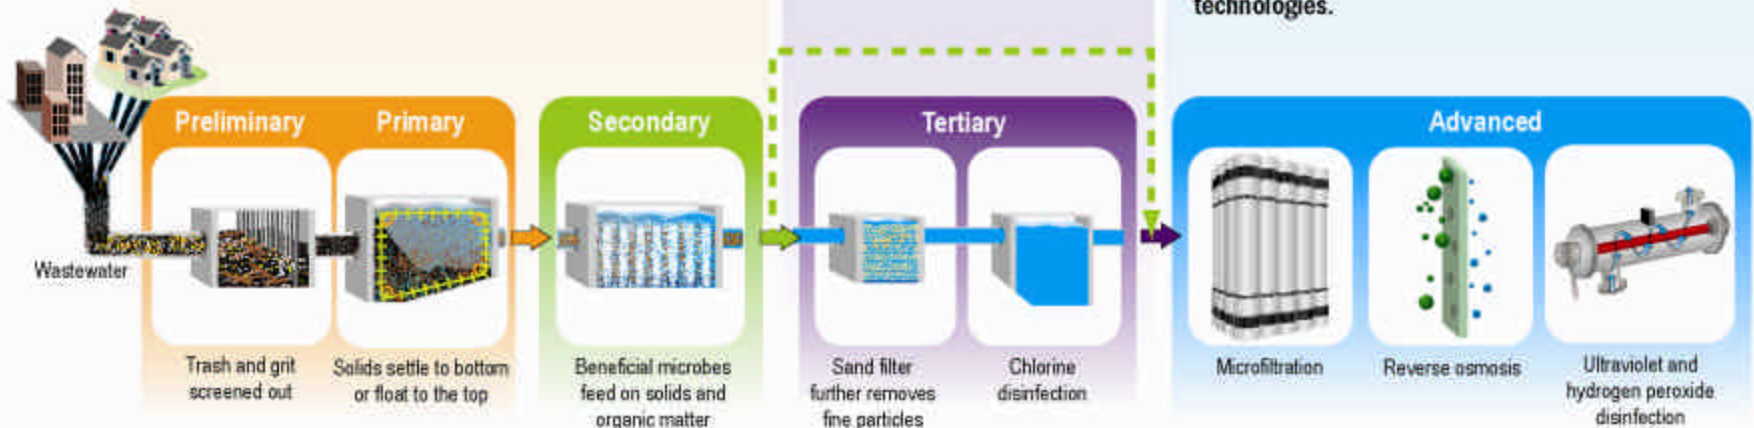 technologies.
Preliminary
Primary
Secondary
Tertiary
Advanced
Wastewater
Trash and grit
screened out
Solids settle to bottom
or float to the top
Beneficial microbes
feed on solids and
organic matter
Sand filter
further removes
fine particles
Chlorine
disinfection
Microfiltration
Reverse osmosis
Ultraviolet and
hydrogen peroxide
disinfection